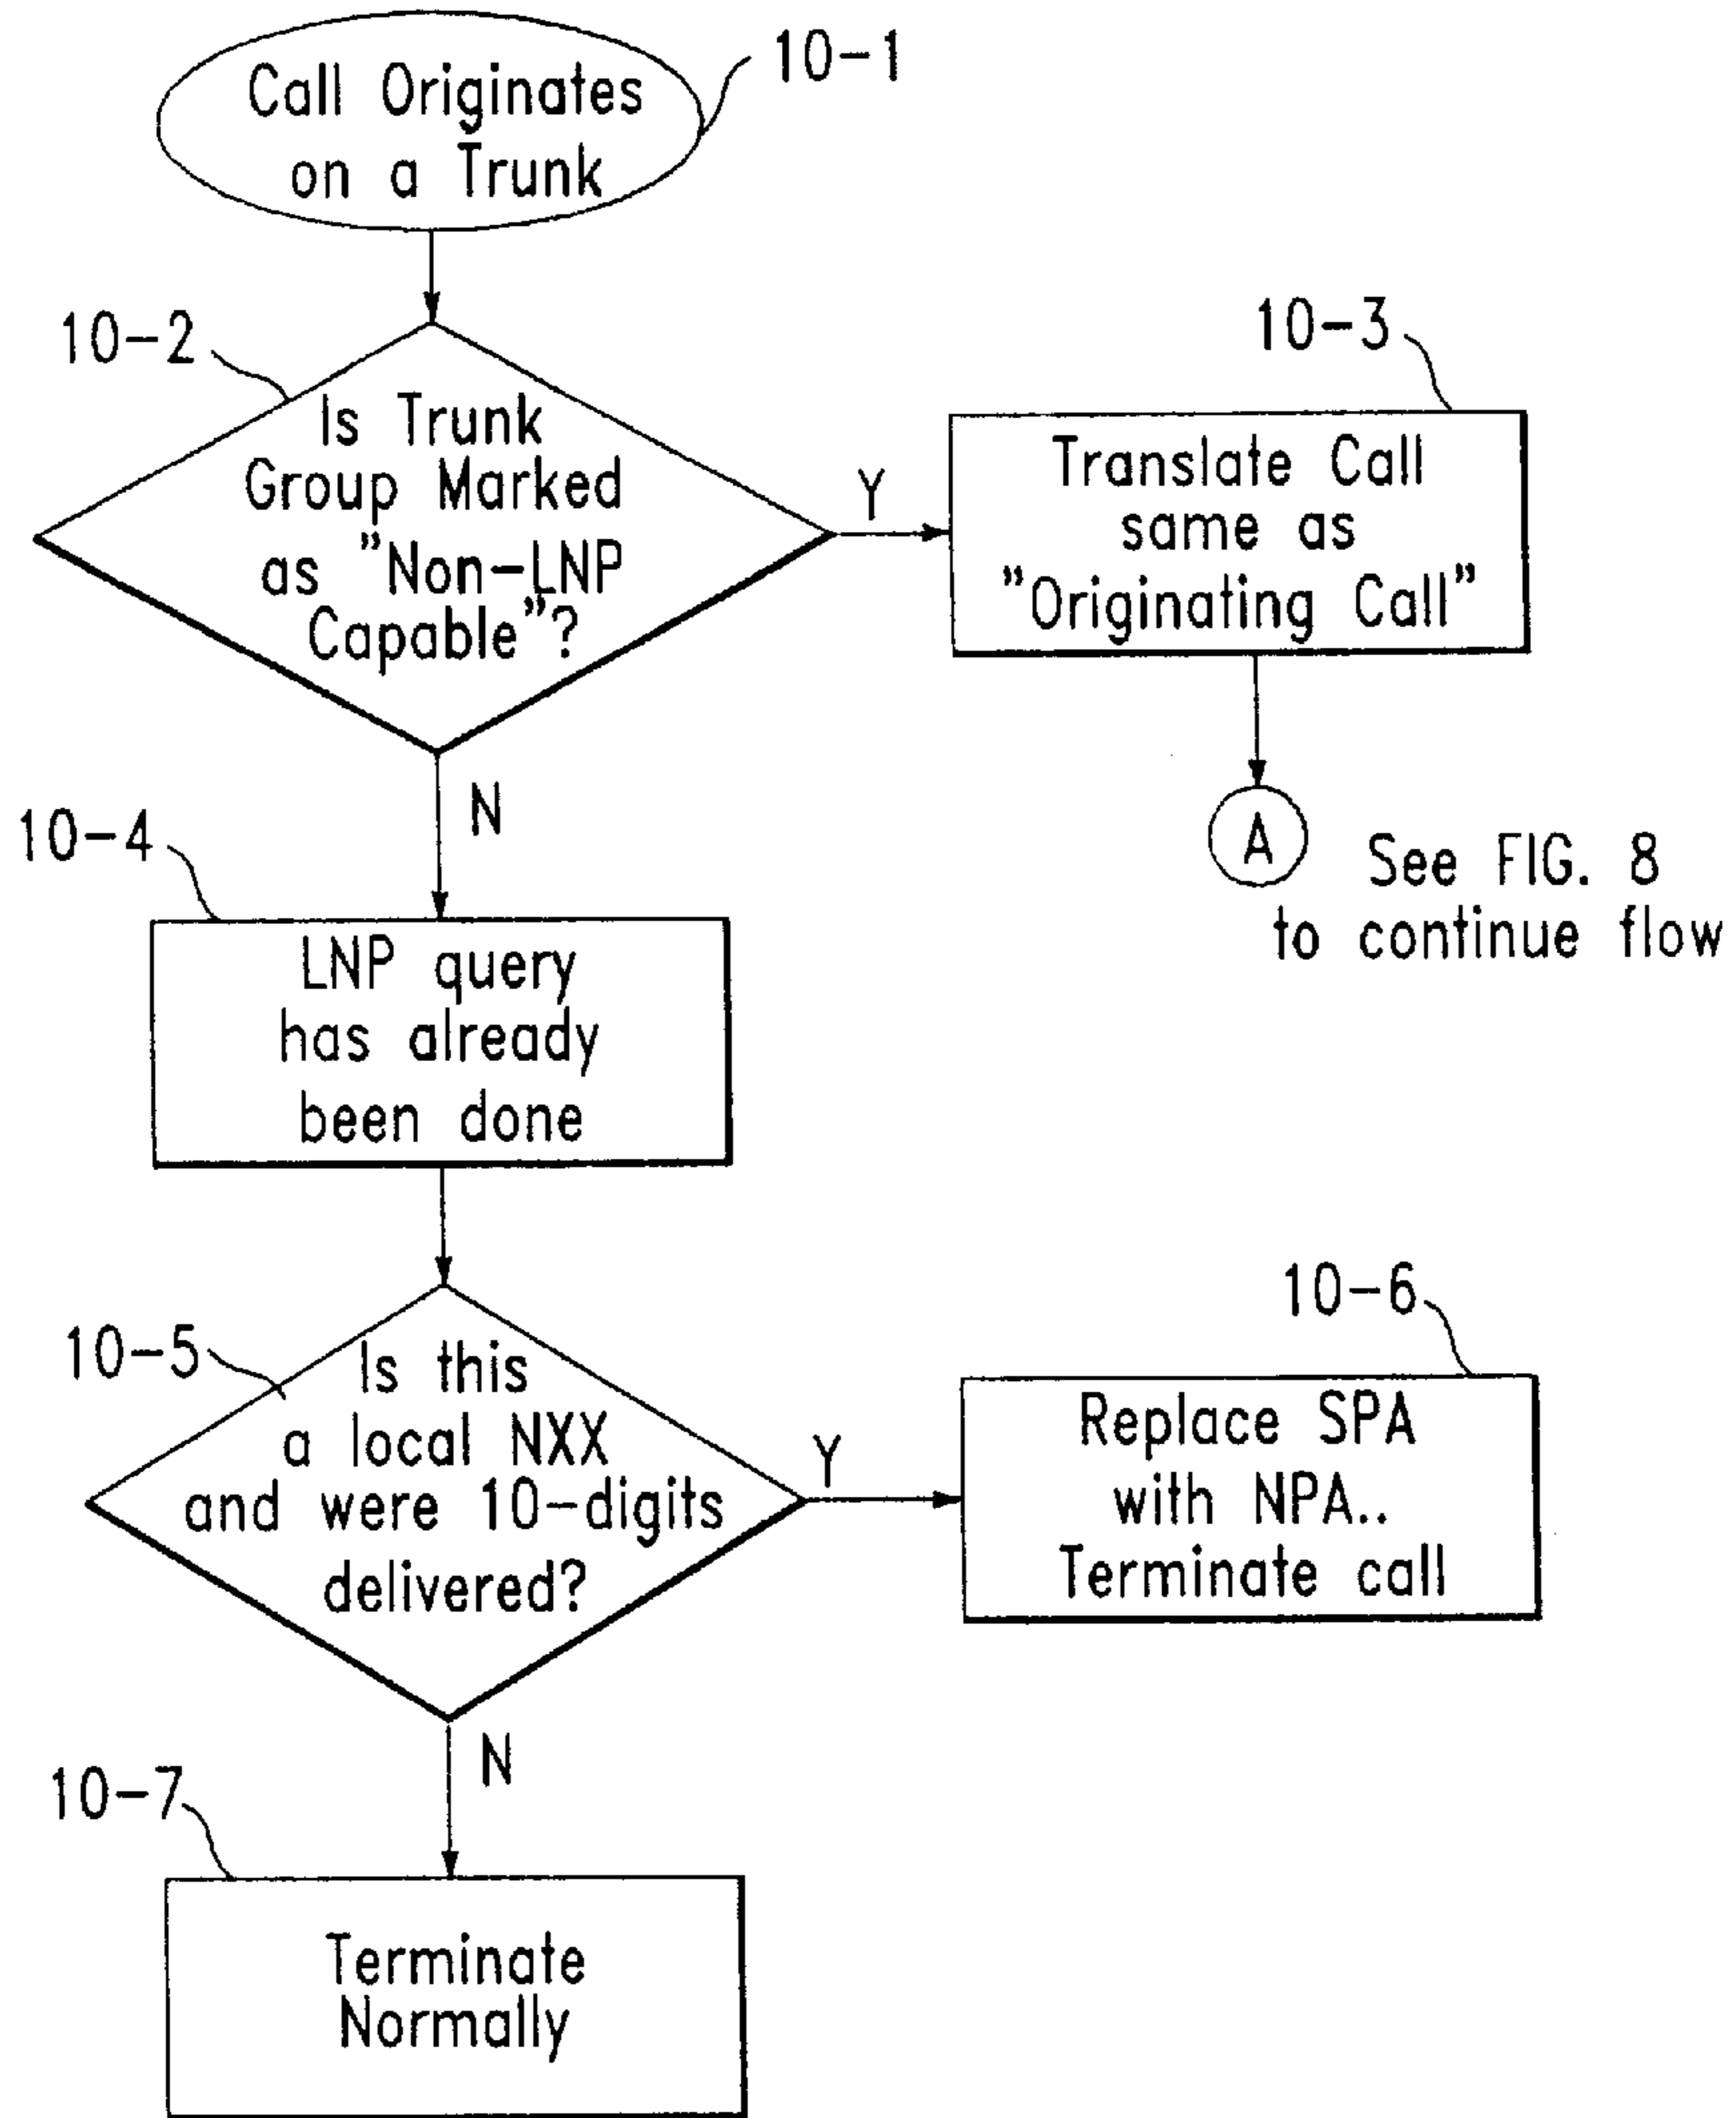 Call Originates
on a Trunk
10-1
10-2
Is Trunk
Group Marked
as "Non-LNP
Capable"?
Y
N
10-3
Translate Call
same as
"Originating Call"
A
See FIG. 8
to continue flow
10-4
LNP query
has already
been done
10-5
Is this
a local NXX
and were 10-digits
delivered?
Y
N
10-6
Replace SPA
with NPA..
Terminate call
10-7
Terminate
Normally